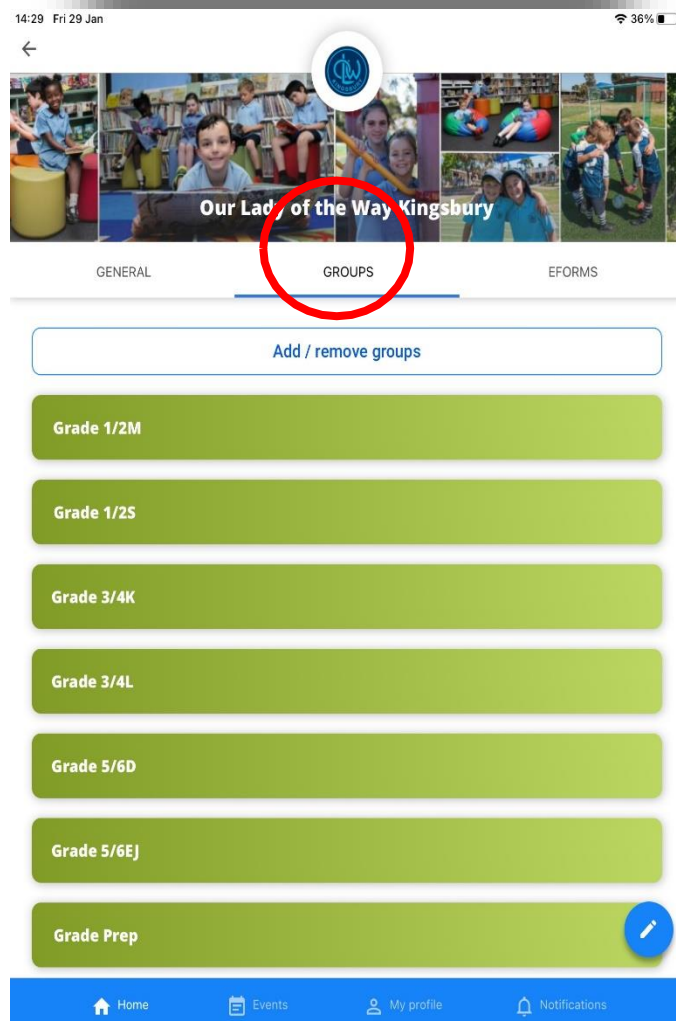 14:29 Fri 29 Jan 36%
OLW
Our Lady of the Way Kingsbury
GENERAL GROUPS EFORMS
Add / remove groups
Grade 1/2M
Grade 1/2S
Grade 3/4K
Grade 3/4L
Grade 5/6D
Grade 5/6EJ
Grade Prep
Home Events My profile Notifications